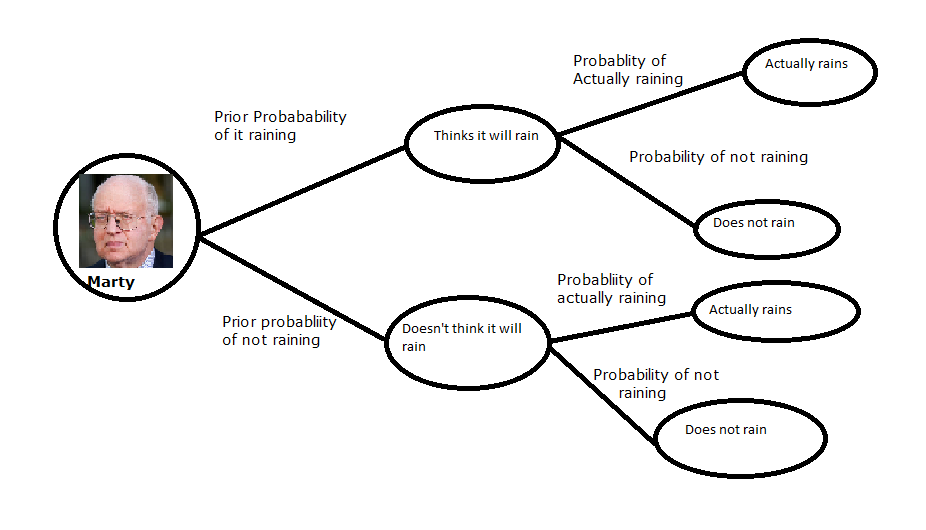 Probablity of
Actually raining
Actually rains
Prior Probabability
of it raining
Thinks it will rain
Probability of not raining
Does not rain
Marty
Probabliity of
actually raining
Actually rains
Prior probabliity
of not raining
Doesn't think it will
rain
Probability of not
raining
Does not rain